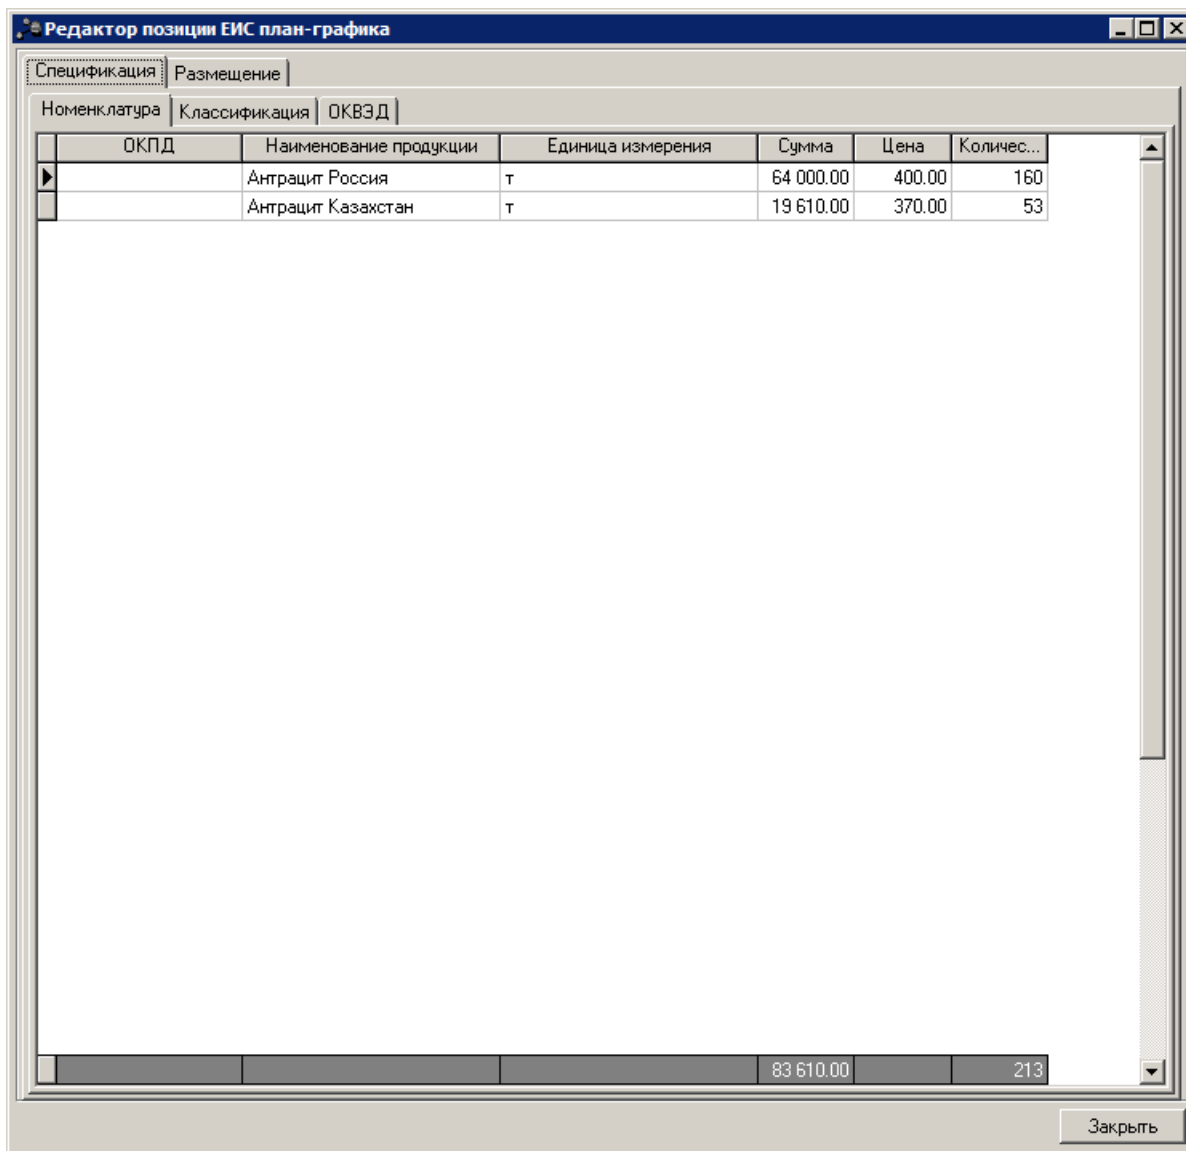 Редактор позиции ЕИС план-графика
Спецификация Размещение
Номенклатура Классификация ОКВЭД
ОКПД Наименование продукции Единица измерения Сумма Цена Количес...
Антрацит Россия т 64 000.00 400.00 160
Антрацит Казахстан т 19 610.00 370.00 53
83 610.00 213
Закрыть